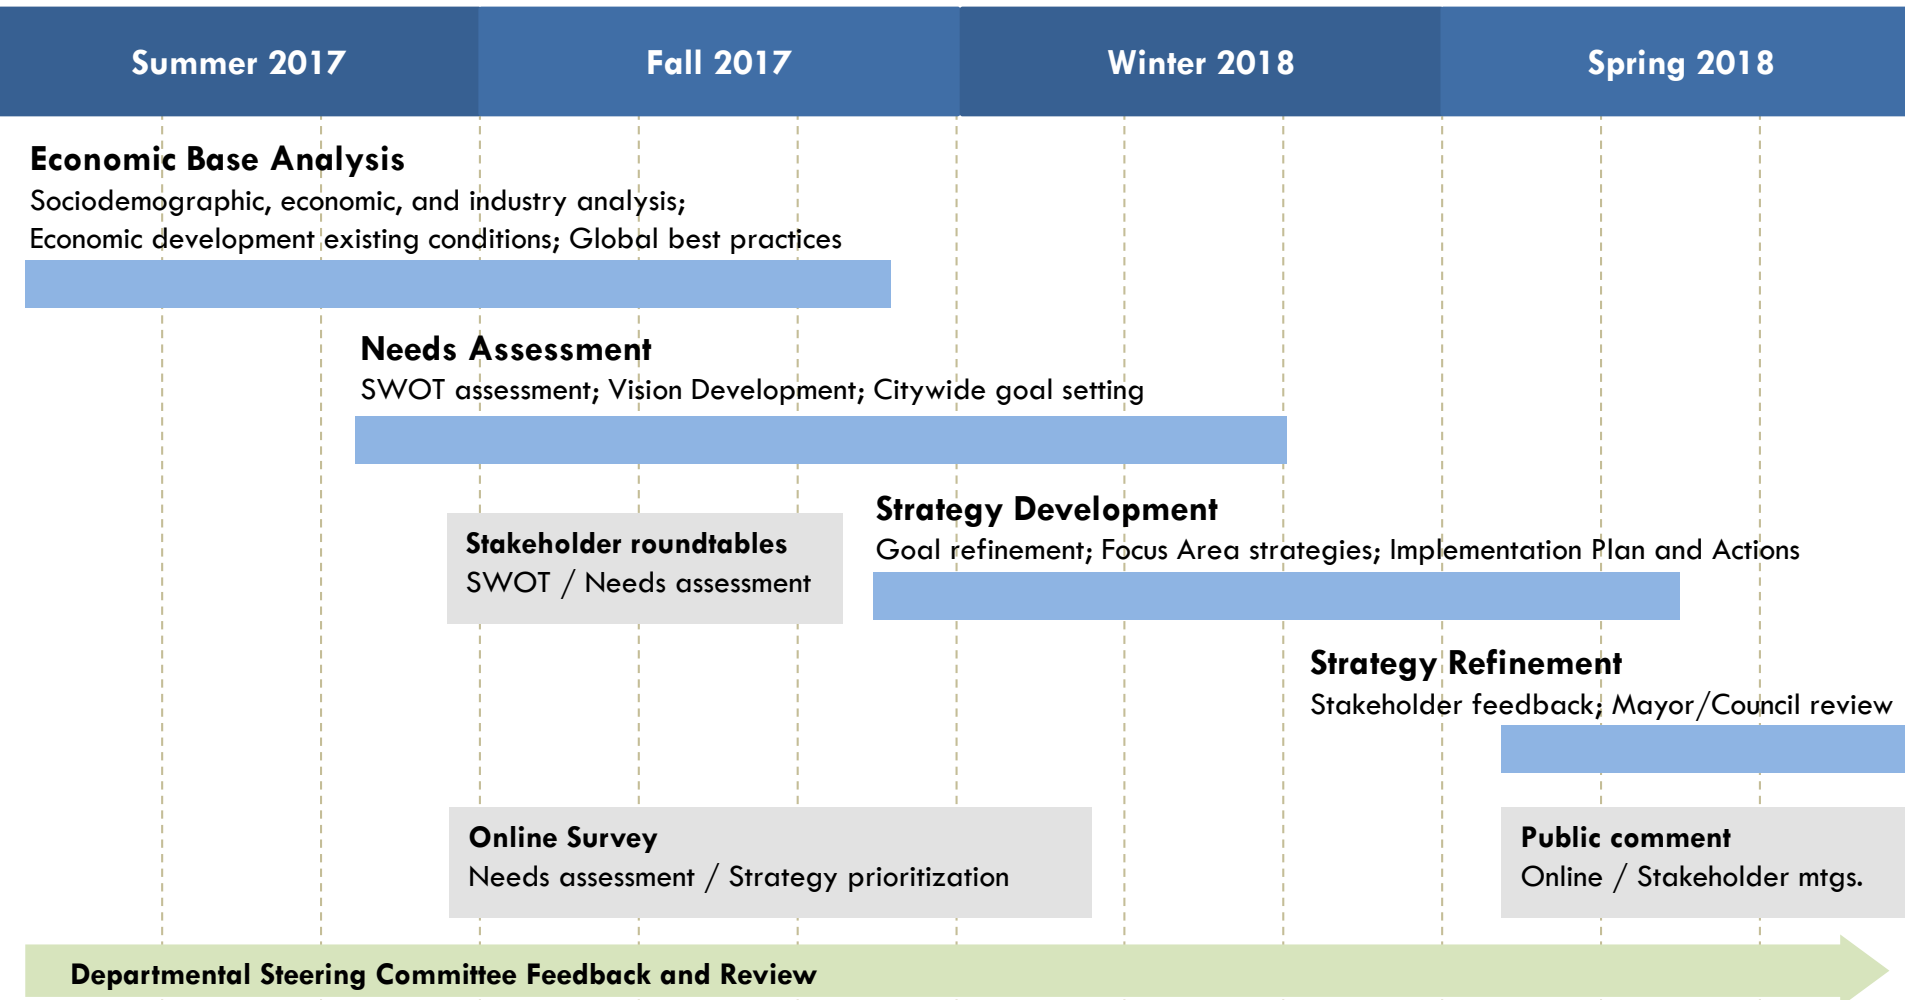 Summer 2017
Fall 2017
Winter 2018
Spring 2018
Economic Base Analysis
Sociodemographic, economic, and industry analysis;
Economic development existing conditions; Global best practices
Needs Assessment
SWOT assessment; Vision Development; Citywide goal setting
Strategy Development
Goal refinement; Focus Area strategies; Implementation Plan and Actions
Stakeholder roundtables
SWOT / Needs assessment
Strategy Refinement
Stakeholder feedback; Mayor/Council review
Online Survey
Needs assessment / Strategy prioritization
Public comment
Online / Stakeholder mtgs.
Departmental Steering Committee Feedback and Review